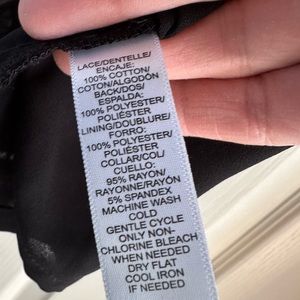 LACE/DENTELLE/
ENCAJE:
100% COTTON/
COTON/ALGODÓN
BACK/DOS/
ESPALDA:
100% POLYESTER/
POLIÉSTER
LINING/DOUBLURE/
FORRO:
100% POLYESTER/
POLIÉSTER
COLLAR/COL/
CUELLO:
95% RAYON/
RAYONNE/RAYÓN
5% SPANDEX
MACHINE WASH
COLD
GENTLE CYCLE
ONLY NON-
CHLORINE BLEACH
WHEN NEEDED
DRY FLAT
COOL IRON
IF NEEDED